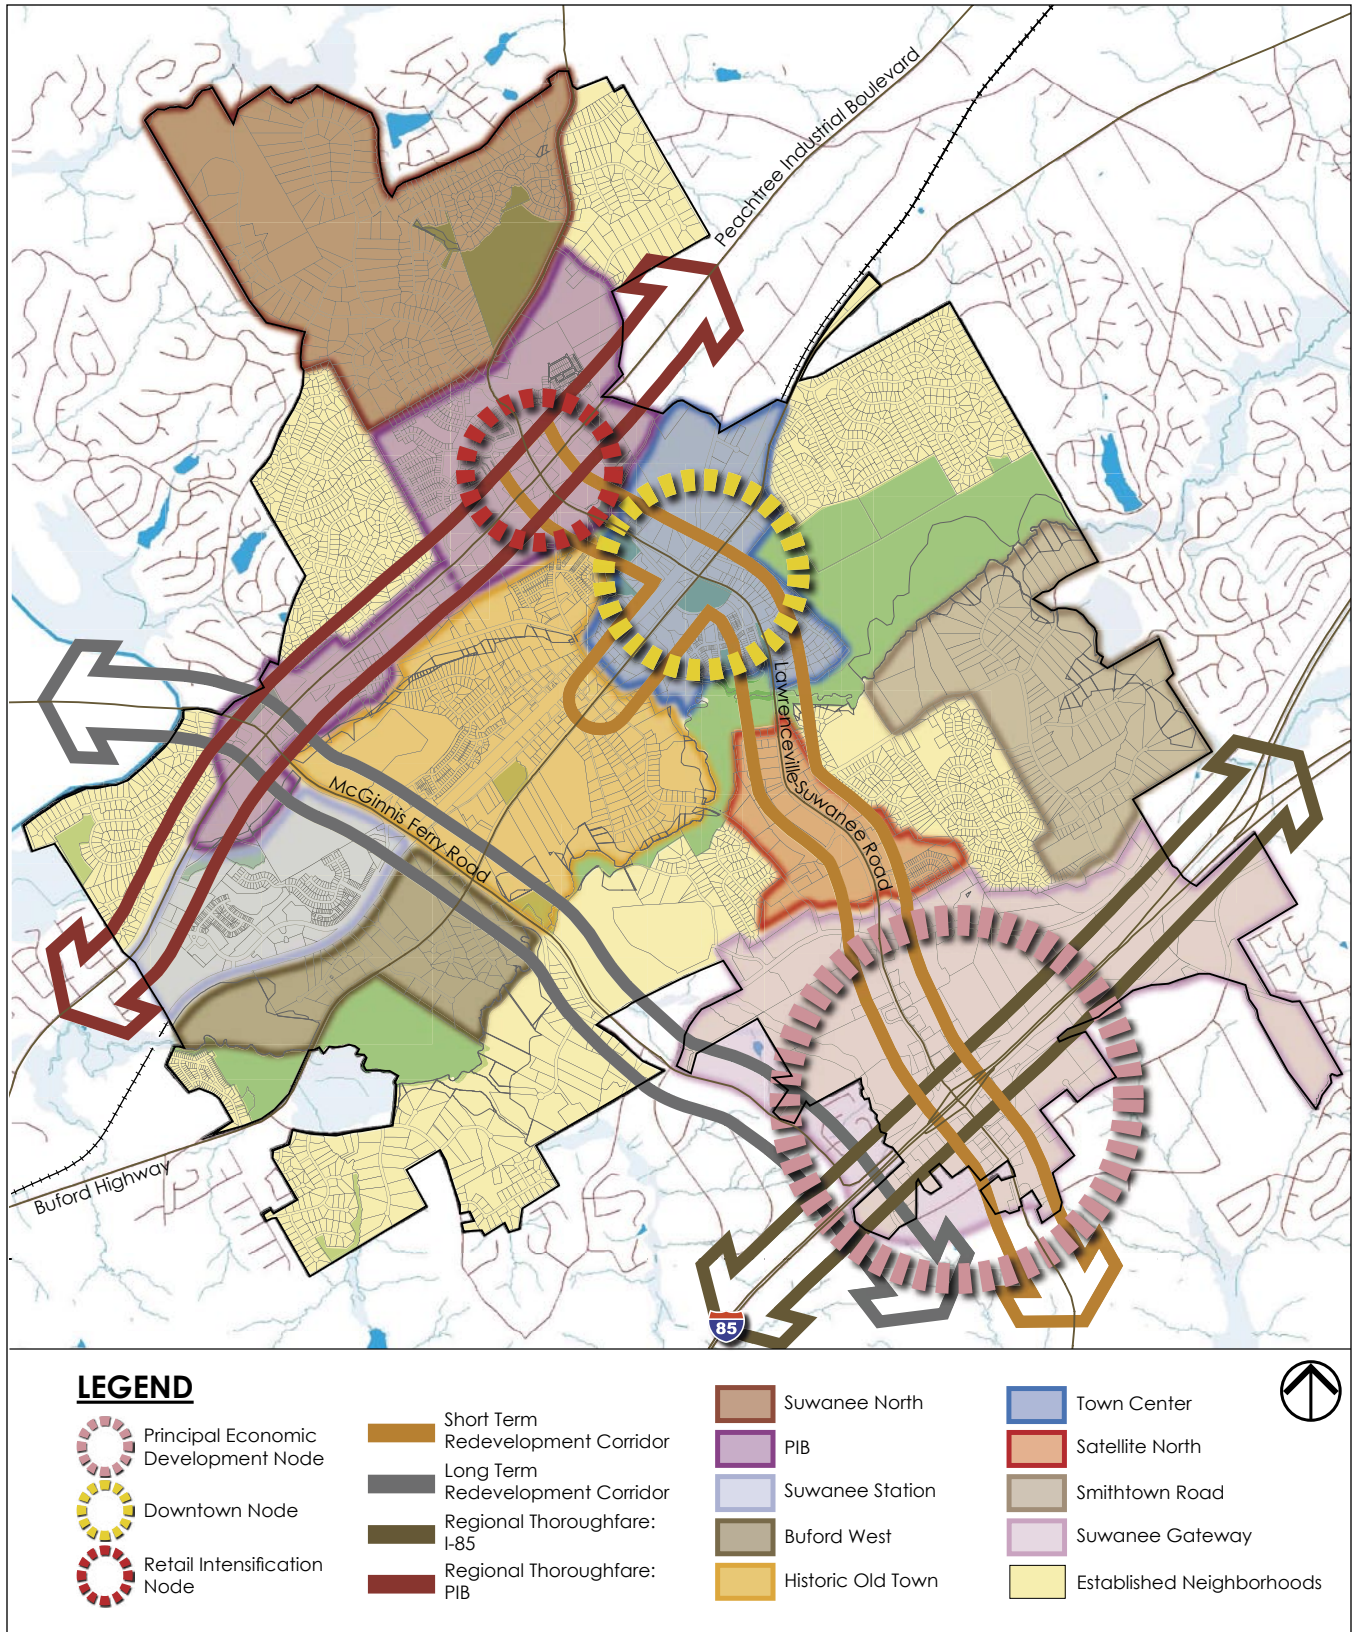 Peachtree Industrial Boulevard
Lawrenceville
Suwanee Road
McGinnis Ferry Road
Buford Highway
85
LEGEND
Principal Economic
Development Node
Downtown Node
Retail Intensification
Node
Short Term
Redevelopment Corridor
Long Term
Redevelopment Corridor
Regional Thoroughfare:
I-85
Regional Thoroughfare:
PIB
Suwanee North
PIB
Suwanee Station
Buford West
Historic Old Town
Town Center
Satellite North
Smithtown Road
Suwanee Gateway
Established Neighborhoods